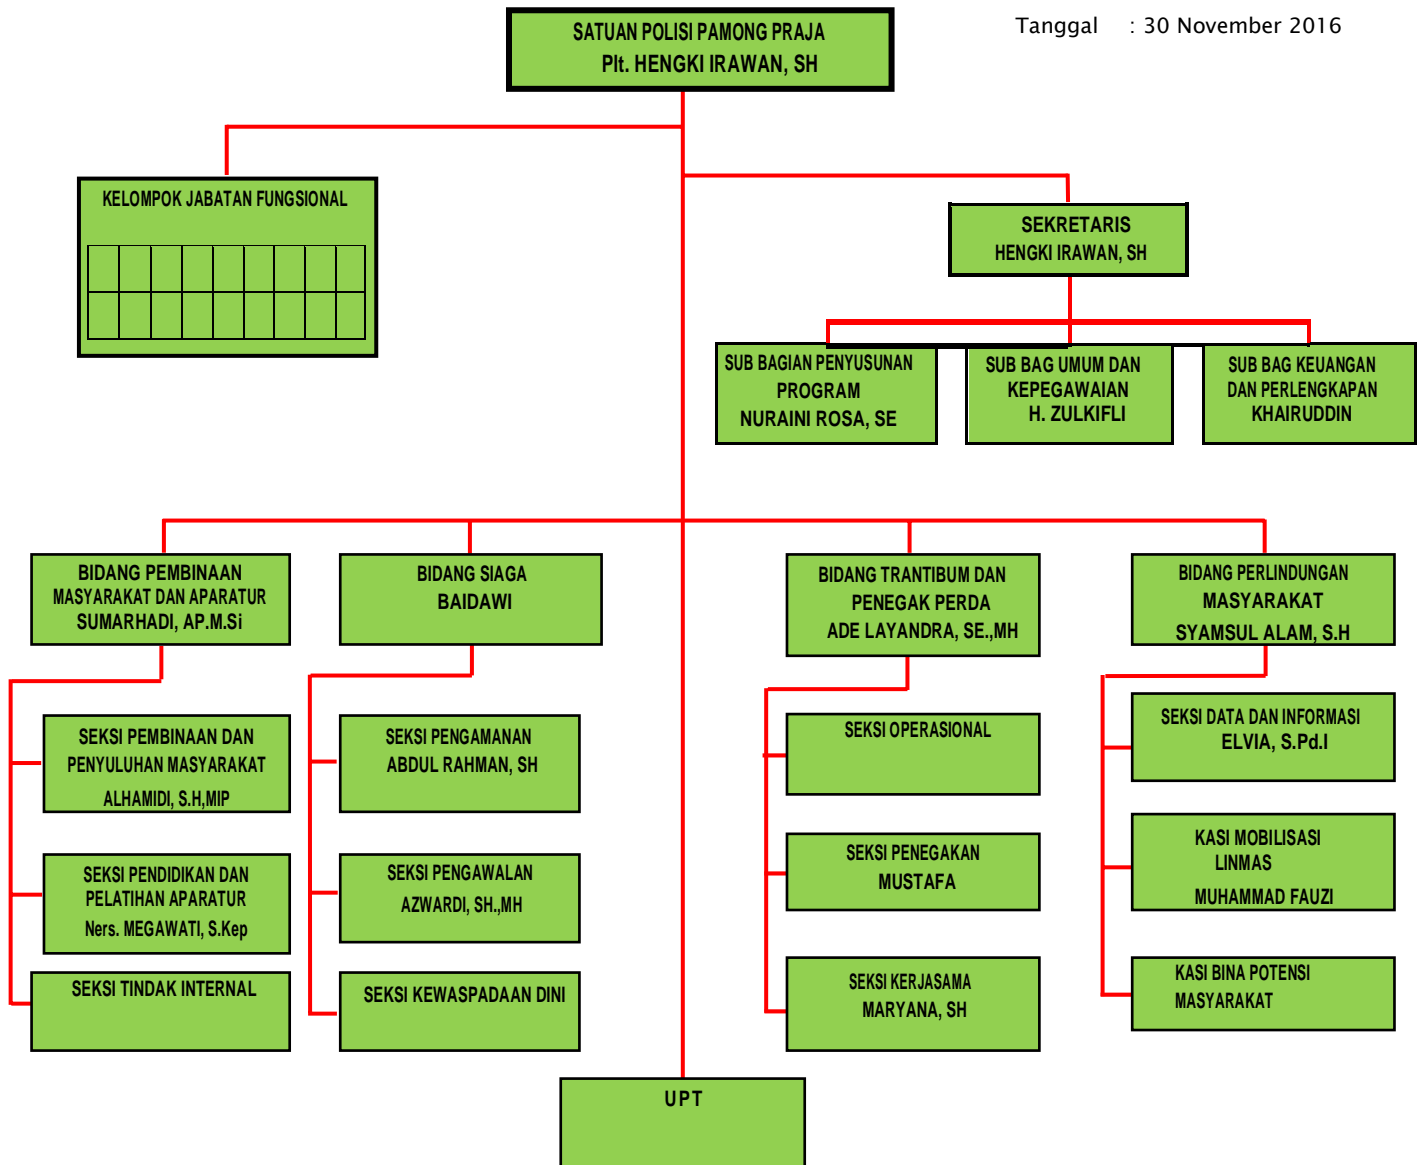 SATUAN POLISI PAMONG PRAJA
Plt. HENGKI IRAWAN, SH
Tanggal : 30 November 2016
KELOMPOK JABATAN FUNGSIONAL
SEKRETARIS
HENGKI IRAWAN, SH
SUB BAGIAN PENYUSUNAN
PROGRAM
NURAINI ROSA, SE
SUB BAG UMUM DAN
KEPEGAWAIAN
H. ZULKIFLI
SUB BAG KEUANGAN
DAN PERLENGKAPAN
KHAIRUDDIN
BIDANG PEMBINAAN
MASYARAKAT DAN APARATUR
SUMARHADI, AP.M.Si
BIDANG SIAGA
BAIDAWI
BIDANG TRANTIBUM DAN
PENEGAK PERDA
ADE LAYANDRA, SE.,MH
BIDANG PERLINDUNGAN
MASYARAKAT
SYAMSUL ALAM, S.H
SEKSI PEMBINAAN DAN
PENYULUHAN MASYARAKAT
ALHAMIDI, S.H,MIP
SEKSI PENGAMANAN
ABDUL RAHMAN, SH
SEKSI OPERASIONAL
SEKSI DATA DAN INFORMASI
ELVIA, S.Pd.I
SEKSI PENDIDIKAN DAN
PELATIHAN APARATUR
Ners. MEGAWATI, S.Kep
SEKSI PENGAWALAN
AZWARDI, SH.,MH
SEKSI PENEGAKAN
MUSTAFA
KASI MOBILISASI
LINMAS
MUHAMMAD FAUZI
SEKSI TINDAK INTERNAL
SEKSI KEWASPADAAN DINI
SEKSI KERJASAMA
MARYANA, SH
KASI BINA POTENSI
MASYARAKAT
UPT